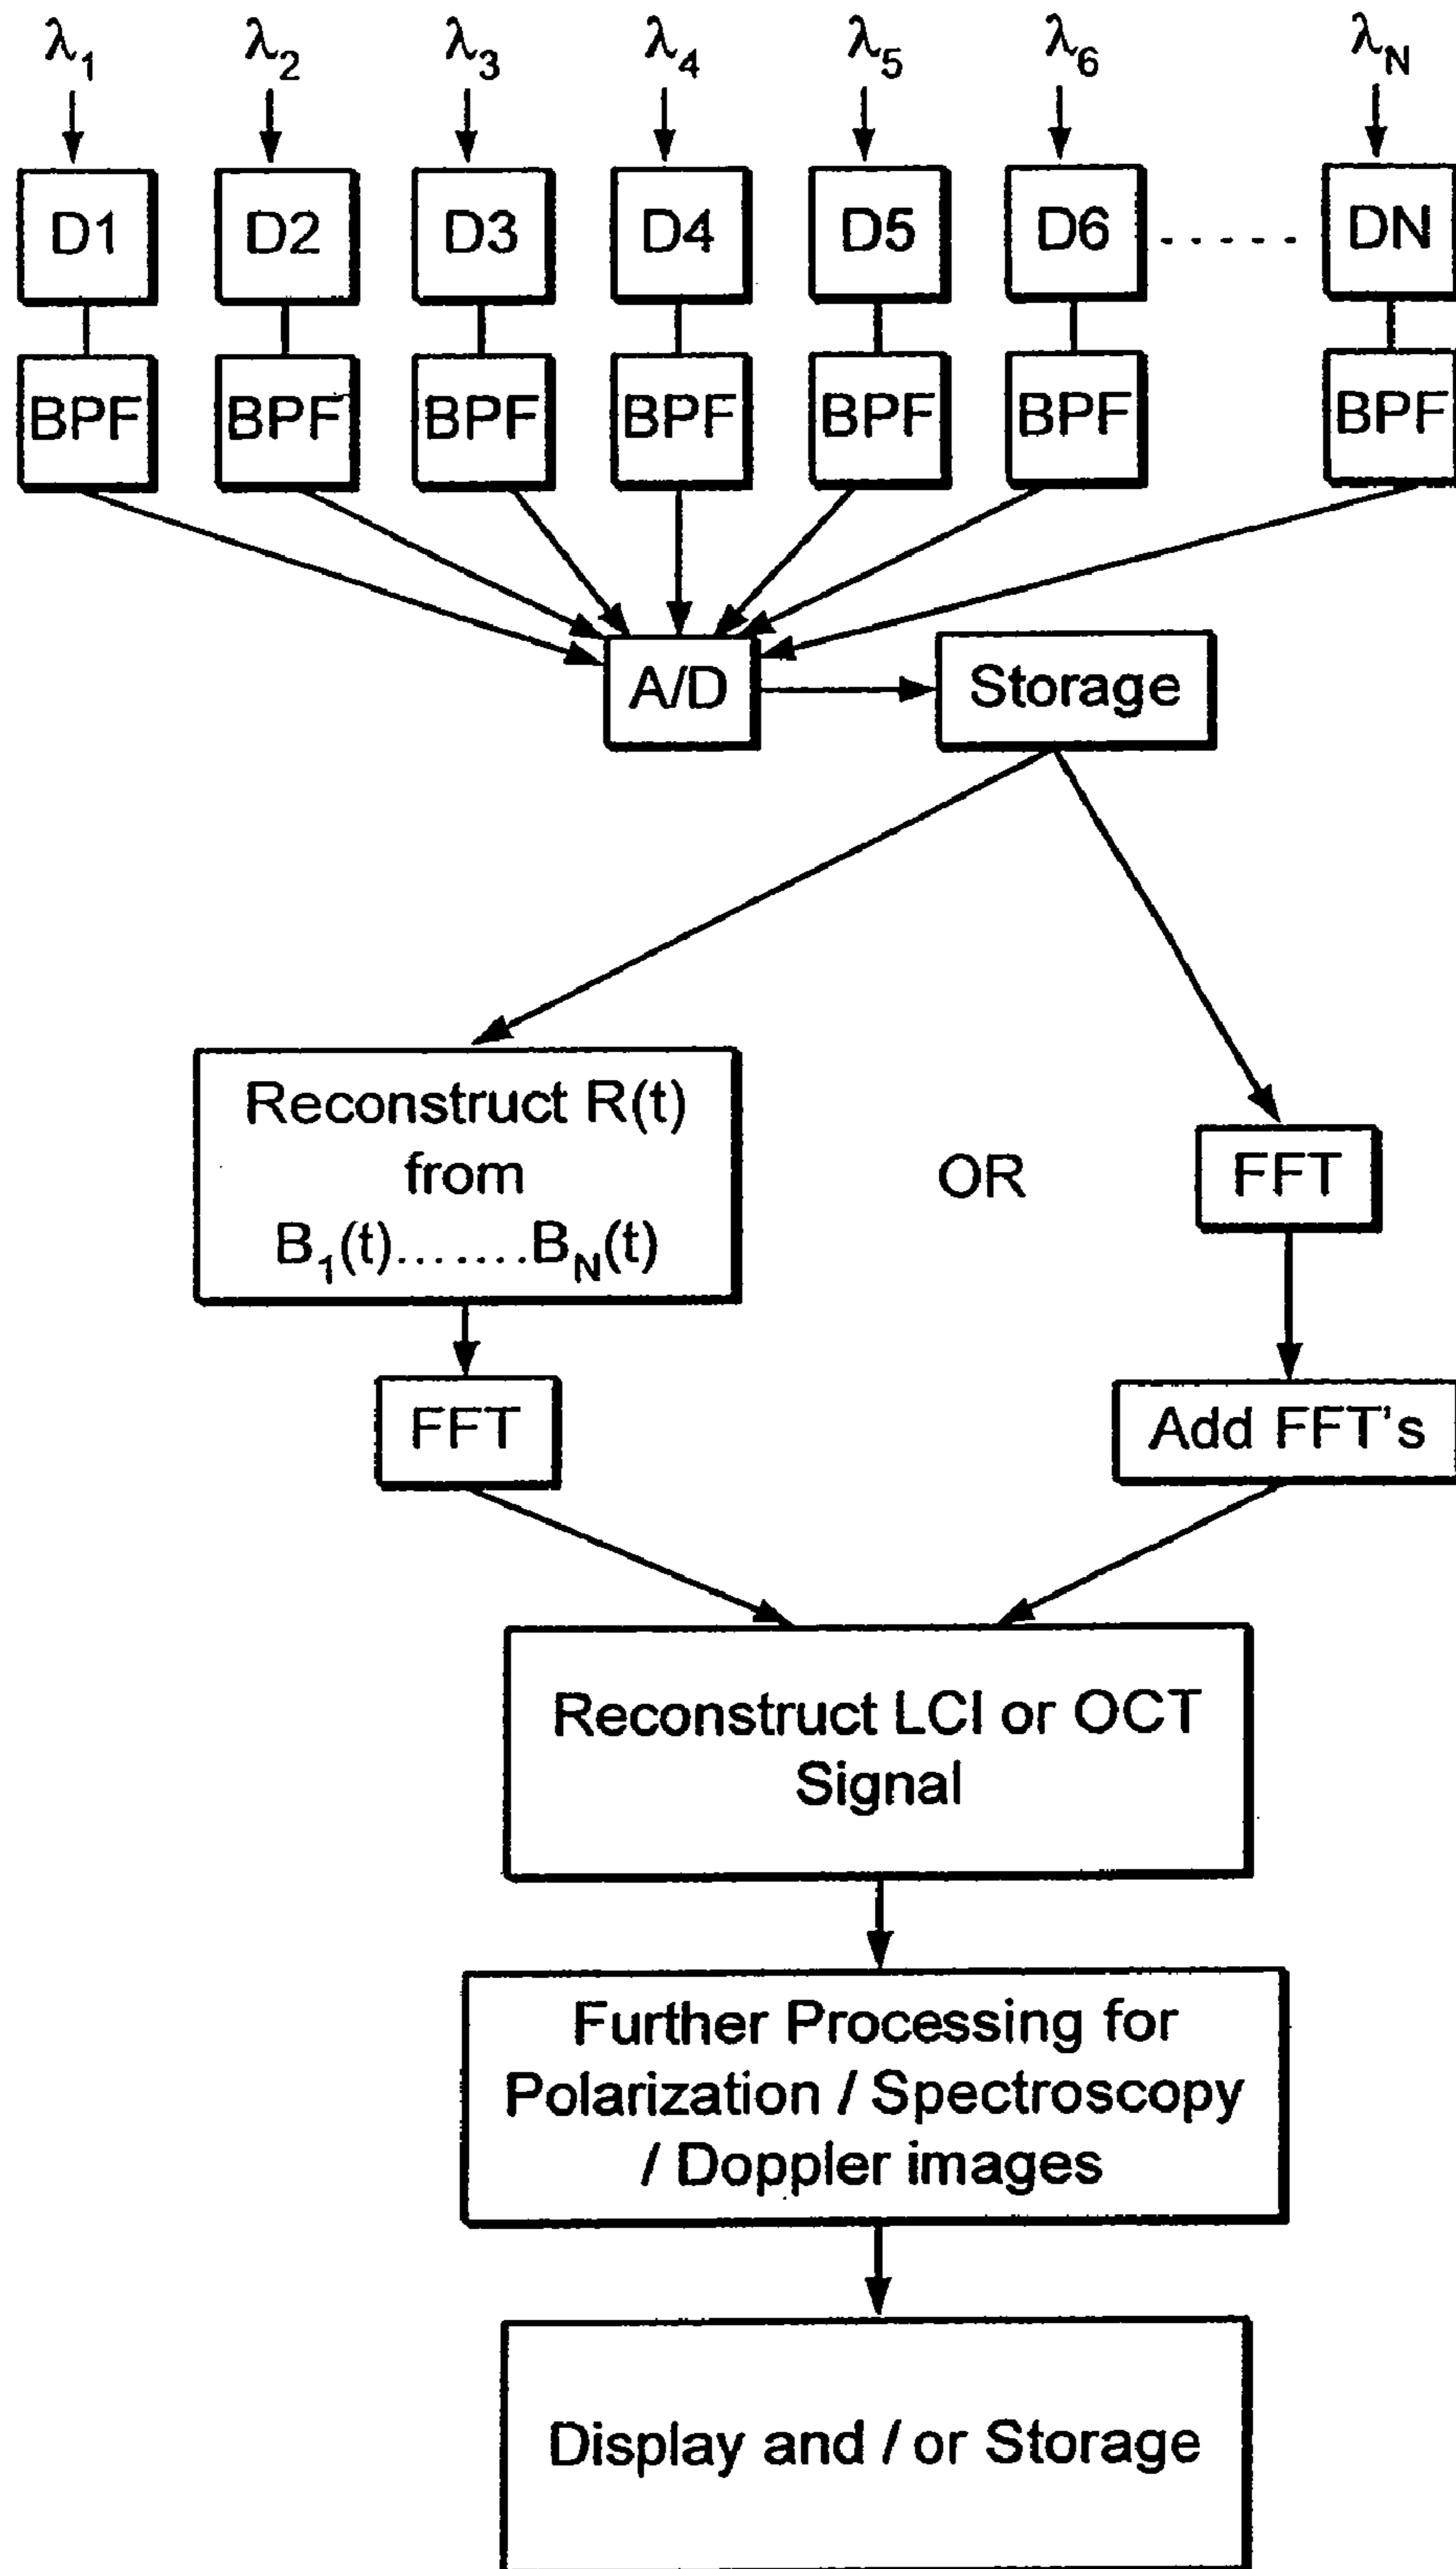 λ₁ λ₂ λ₃ λ₄ λ₅ λ₆ λN
D1 D2 D3 D4 D5 D6 ..... DN
BPF BPF BPF BPF BPF BPF BPF
A/D Storage
Reconstruct R(t)
from
B₁(t).......BN(t)
OR
FFT
FFT
Add FFT's
Reconstruct LCI or OCT
Signal
Further Processing for
Polarization / Spectroscopy
/ Doppler images
Display and / or Storage